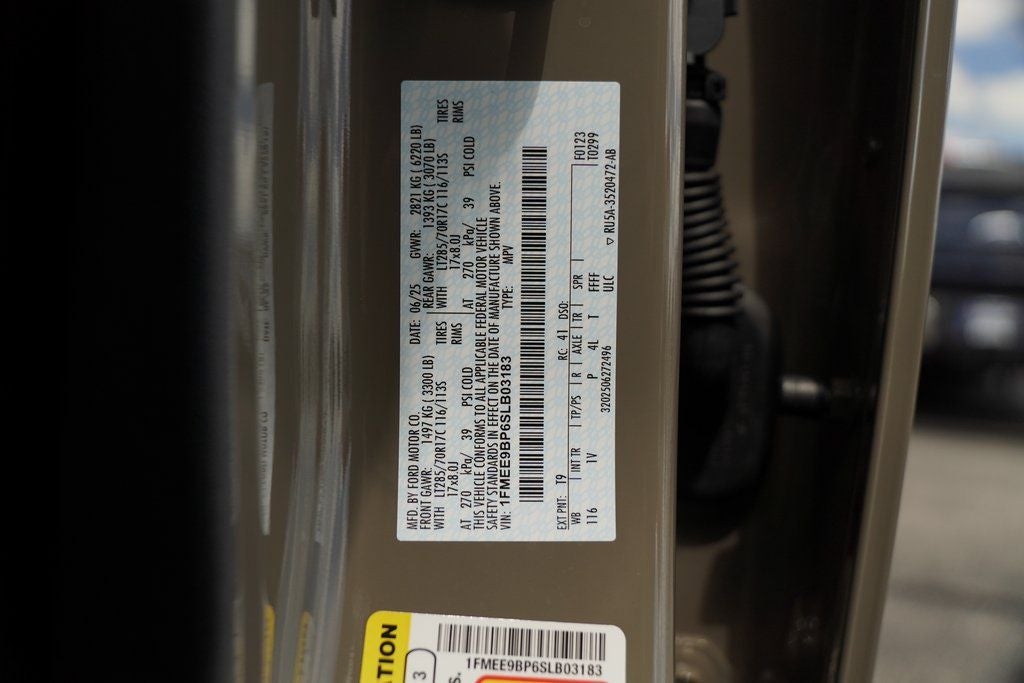 MFD. BY FORD MOTOR CO.
DATE: 06/25 GVWR: 2821 KG ( 6220 LB)
FRONT GAWR: 1497 KG ( 3300 LB)
REAR GAWR: 1393 KG ( 3070 LB)
WITH LT285/70R17C 116/113S TIRES
WITH LT285/70R17C 116/113S TIRES
17x8.0J RIMS
17x8.0J RIMS
AT 270 kPa/ 39 PSI COLD
AT 270 kPa/ 39 PSI COLD
THIS VEHICLE CONFORMS TO ALL APPLICABLE FEDERAL MOTOR VEHICLE
SAFETY STANDARDS IN EFFECT ON THE DATE OF MANUFACTURE SHOWN ABOVE.
VIN: 1FMEE9BP6SLB03183 TYPE: MPV
EXT PNT: T9 RC: 41 DSO: F0123
WB INT TR TP/PS R AXLE TR SPR T0299
116 1V P 4L T FFFF
3202506272496 ULC ▽ RU5A-3520472-AB
ATION
3
S.
1FMEE9BP6SLB03183